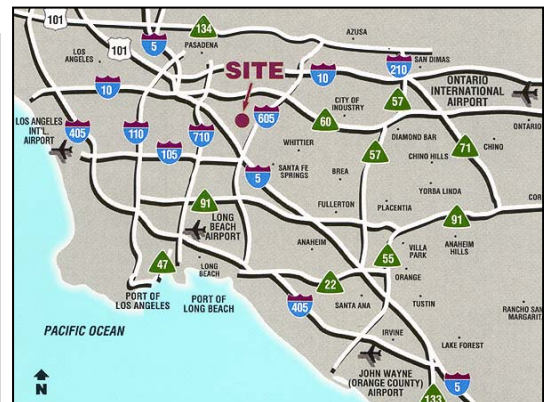 101
134
AZUSA
5
PASADENA
101
LOS
ANGELES
SITE
210
SAN DIMAS
10
10
ONTARIO
INTERNATIONAL
AIRPORT
57
CITY OF
INDUSTRY
605
LOS ANGELES
INT'L.
AIRPORT
405
110
710
60
ONTARIO
DIAMOND BAR
WHITTIER
105
57
CHINO HILLS
71
CHINO
5
SANTA FE
SPRINGS
BREA
YORBA LINDA
91
FULLERTON
PLACENTIA
91
COR
LONG
BEACH
AIRPORT
ANAHEIM
VILLA
PARK
ANAHEIM
HILLS
47
LONG
BEACH
55
ORANGE
22
PORT OF
LOS ANGELES
PORT OF
LONG BEACH
405
SANTA ANA
TUSTIN
RANCHO SAN
MARGARIT
PACIFIC OCEAN
IRVINE
LAKE FOREST
N
JOHN WAYNE
(ORANGE COUNTY)
AIRPORT
5
133